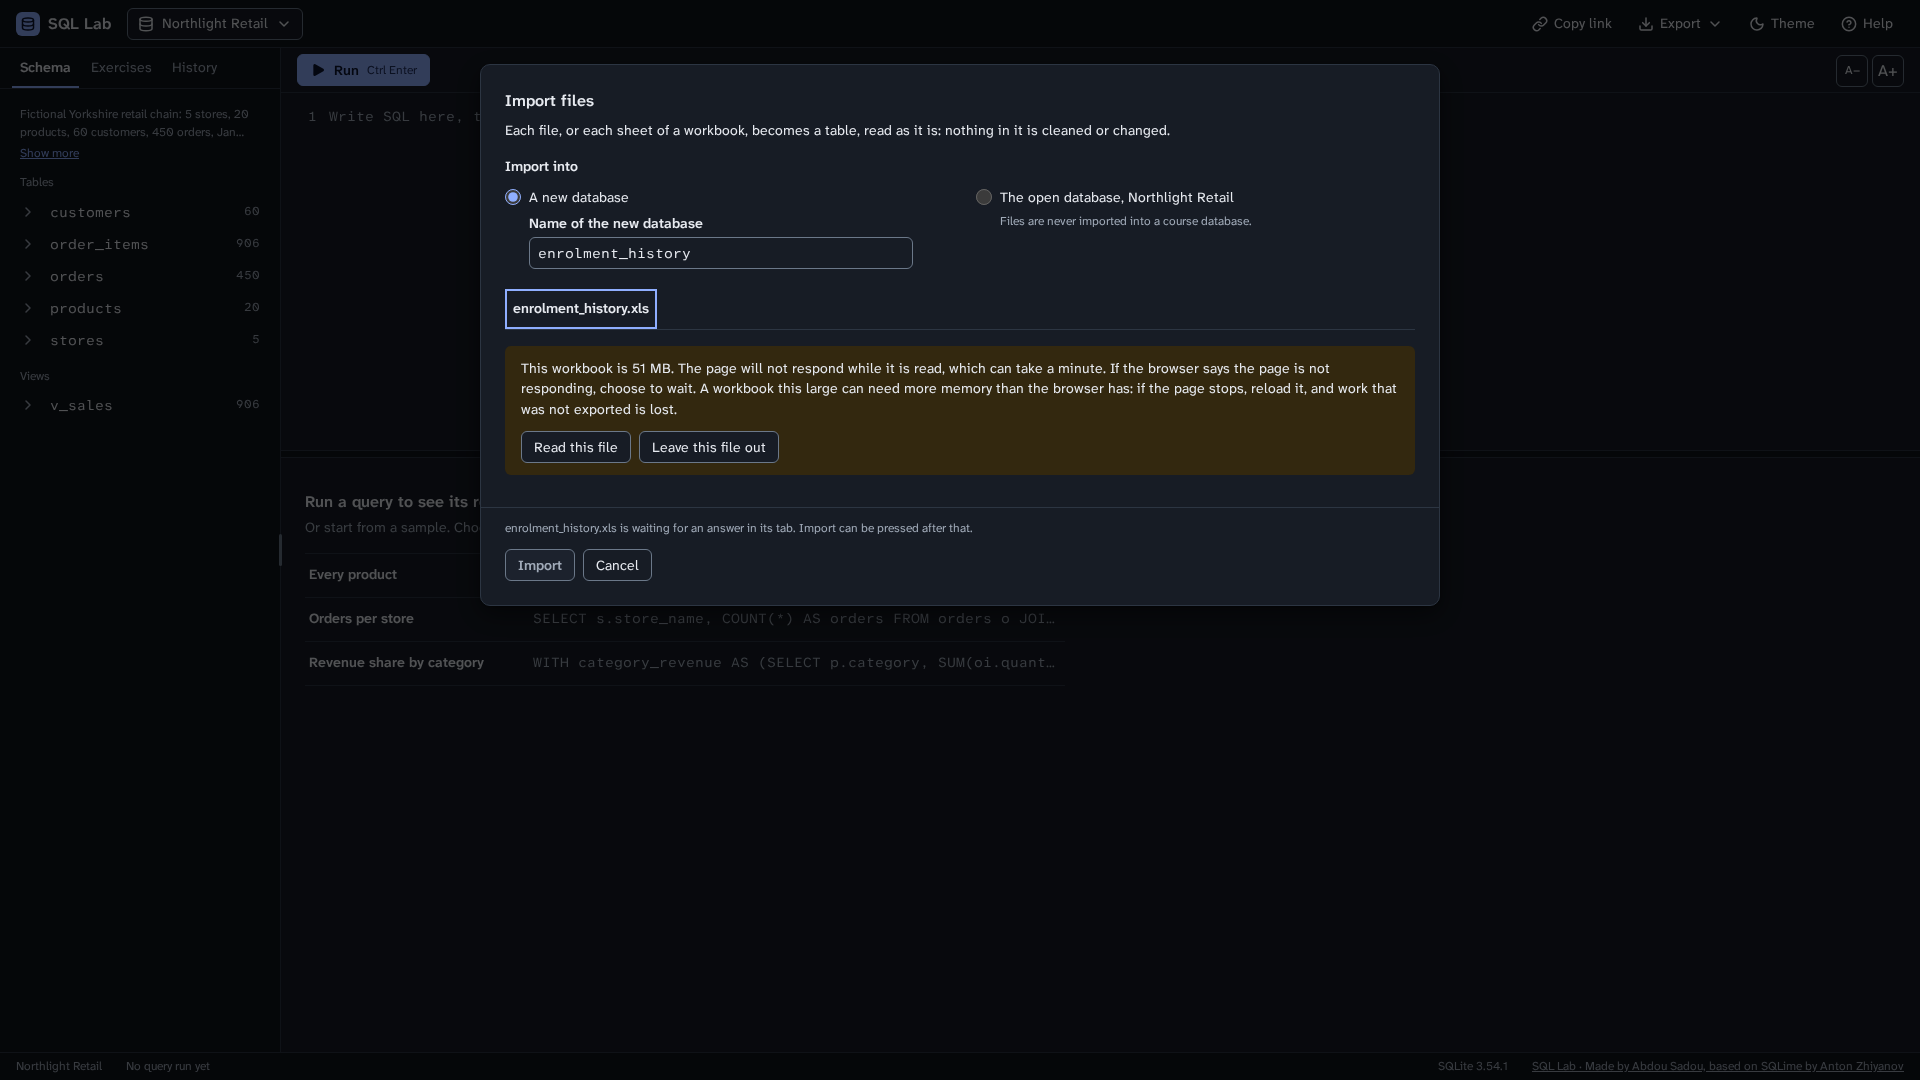 SQL Lab
Northlight Retail
Copy link
Export
Theme
Help
Schema
Exercises
History
Run Ctrl Enter
A−
A+
Fictional Yorkshire retail chain: 5 stores, 20
products, 60 customers, 450 orders, Jan...
Show more
Tables
customers 60
order_items 906
orders 450
products 20
stores 5
Views
v_sales 906
1 Write SQL here, t
Run a query to see its r
Or start from a sample. Cho
Every product
Orders per store SELECT s.store_name, COUNT(*) AS orders FROM orders o JOI…
Revenue share by category WITH category_revenue AS (SELECT p.category, SUM(oi.quant…
Import files
Each file, or each sheet of a workbook, becomes a table, read as it is: nothing in it is cleaned or changed.
Import into
A new database
Name of the new database
enrolment_history
The open database, Northlight Retail
Files are never imported into a course database.
enrolment_history.xls
This workbook is 51 MB. The page will not respond while it is read, which can take a minute. If the browser says the page is not
responding, choose to wait. A workbook this large can need more memory than the browser has: if the page stops, reload it, and work that
was not exported is lost.
Read this file
Leave this file out
enrolment_history.xls is waiting for an answer in its tab. Import can be pressed after that.
Import
Cancel
Northlight Retail
No query run yet
SQLite 3.54.1
SQL Lab · Made by Abdou Sadou, based on SQLime by Anton Zhiyanov